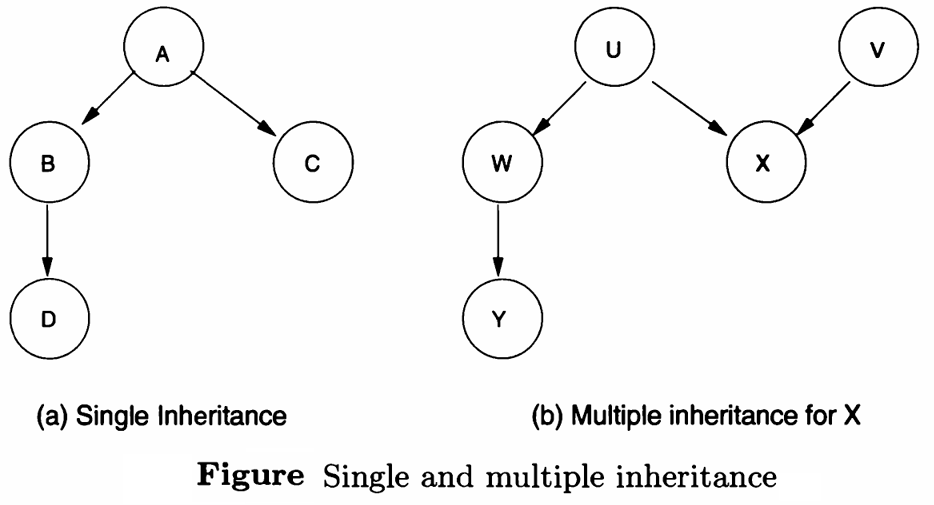 A
U
V
B
C
W
X
D
Y
(a) Single Inheritance
(b) Multiple inheritance for X
Figure Single and multiple inheritance